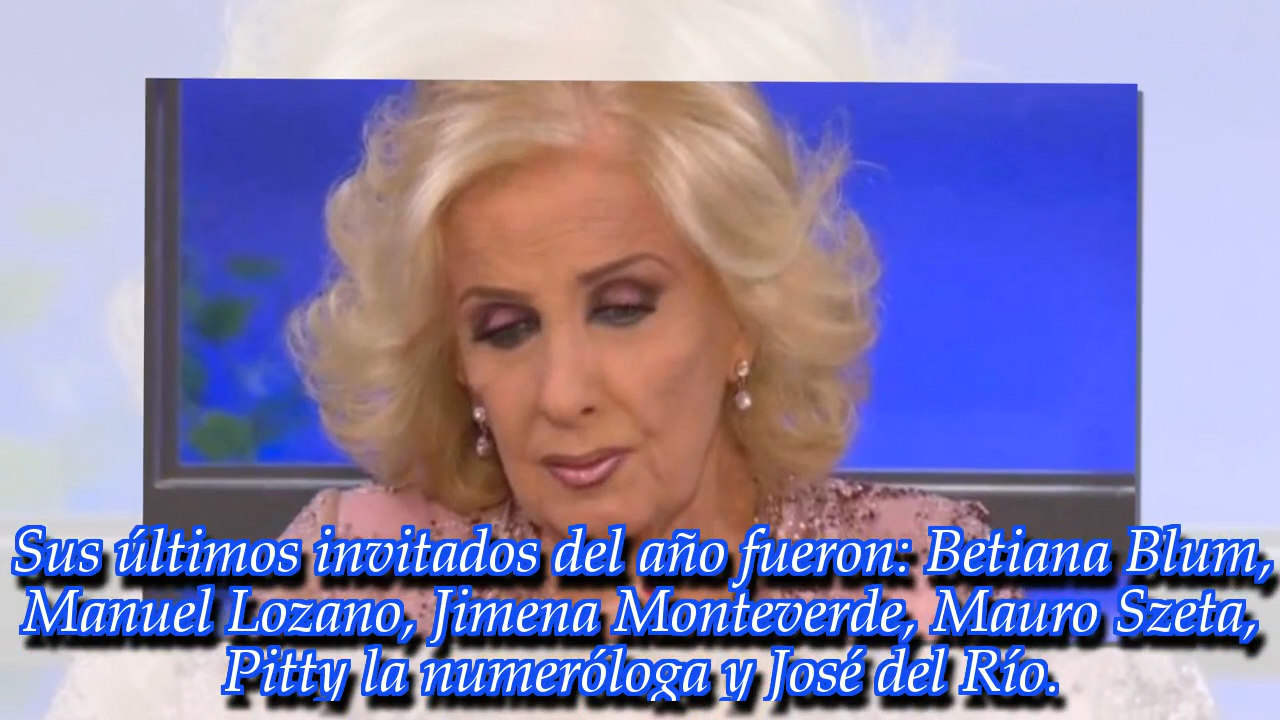 Sus últimos invitados del año fueron: Betiana Blum,
Manuel Lozano, Jimena Monteverde, Mauro Szeta,
Pitty la numeróloga y José del Río.